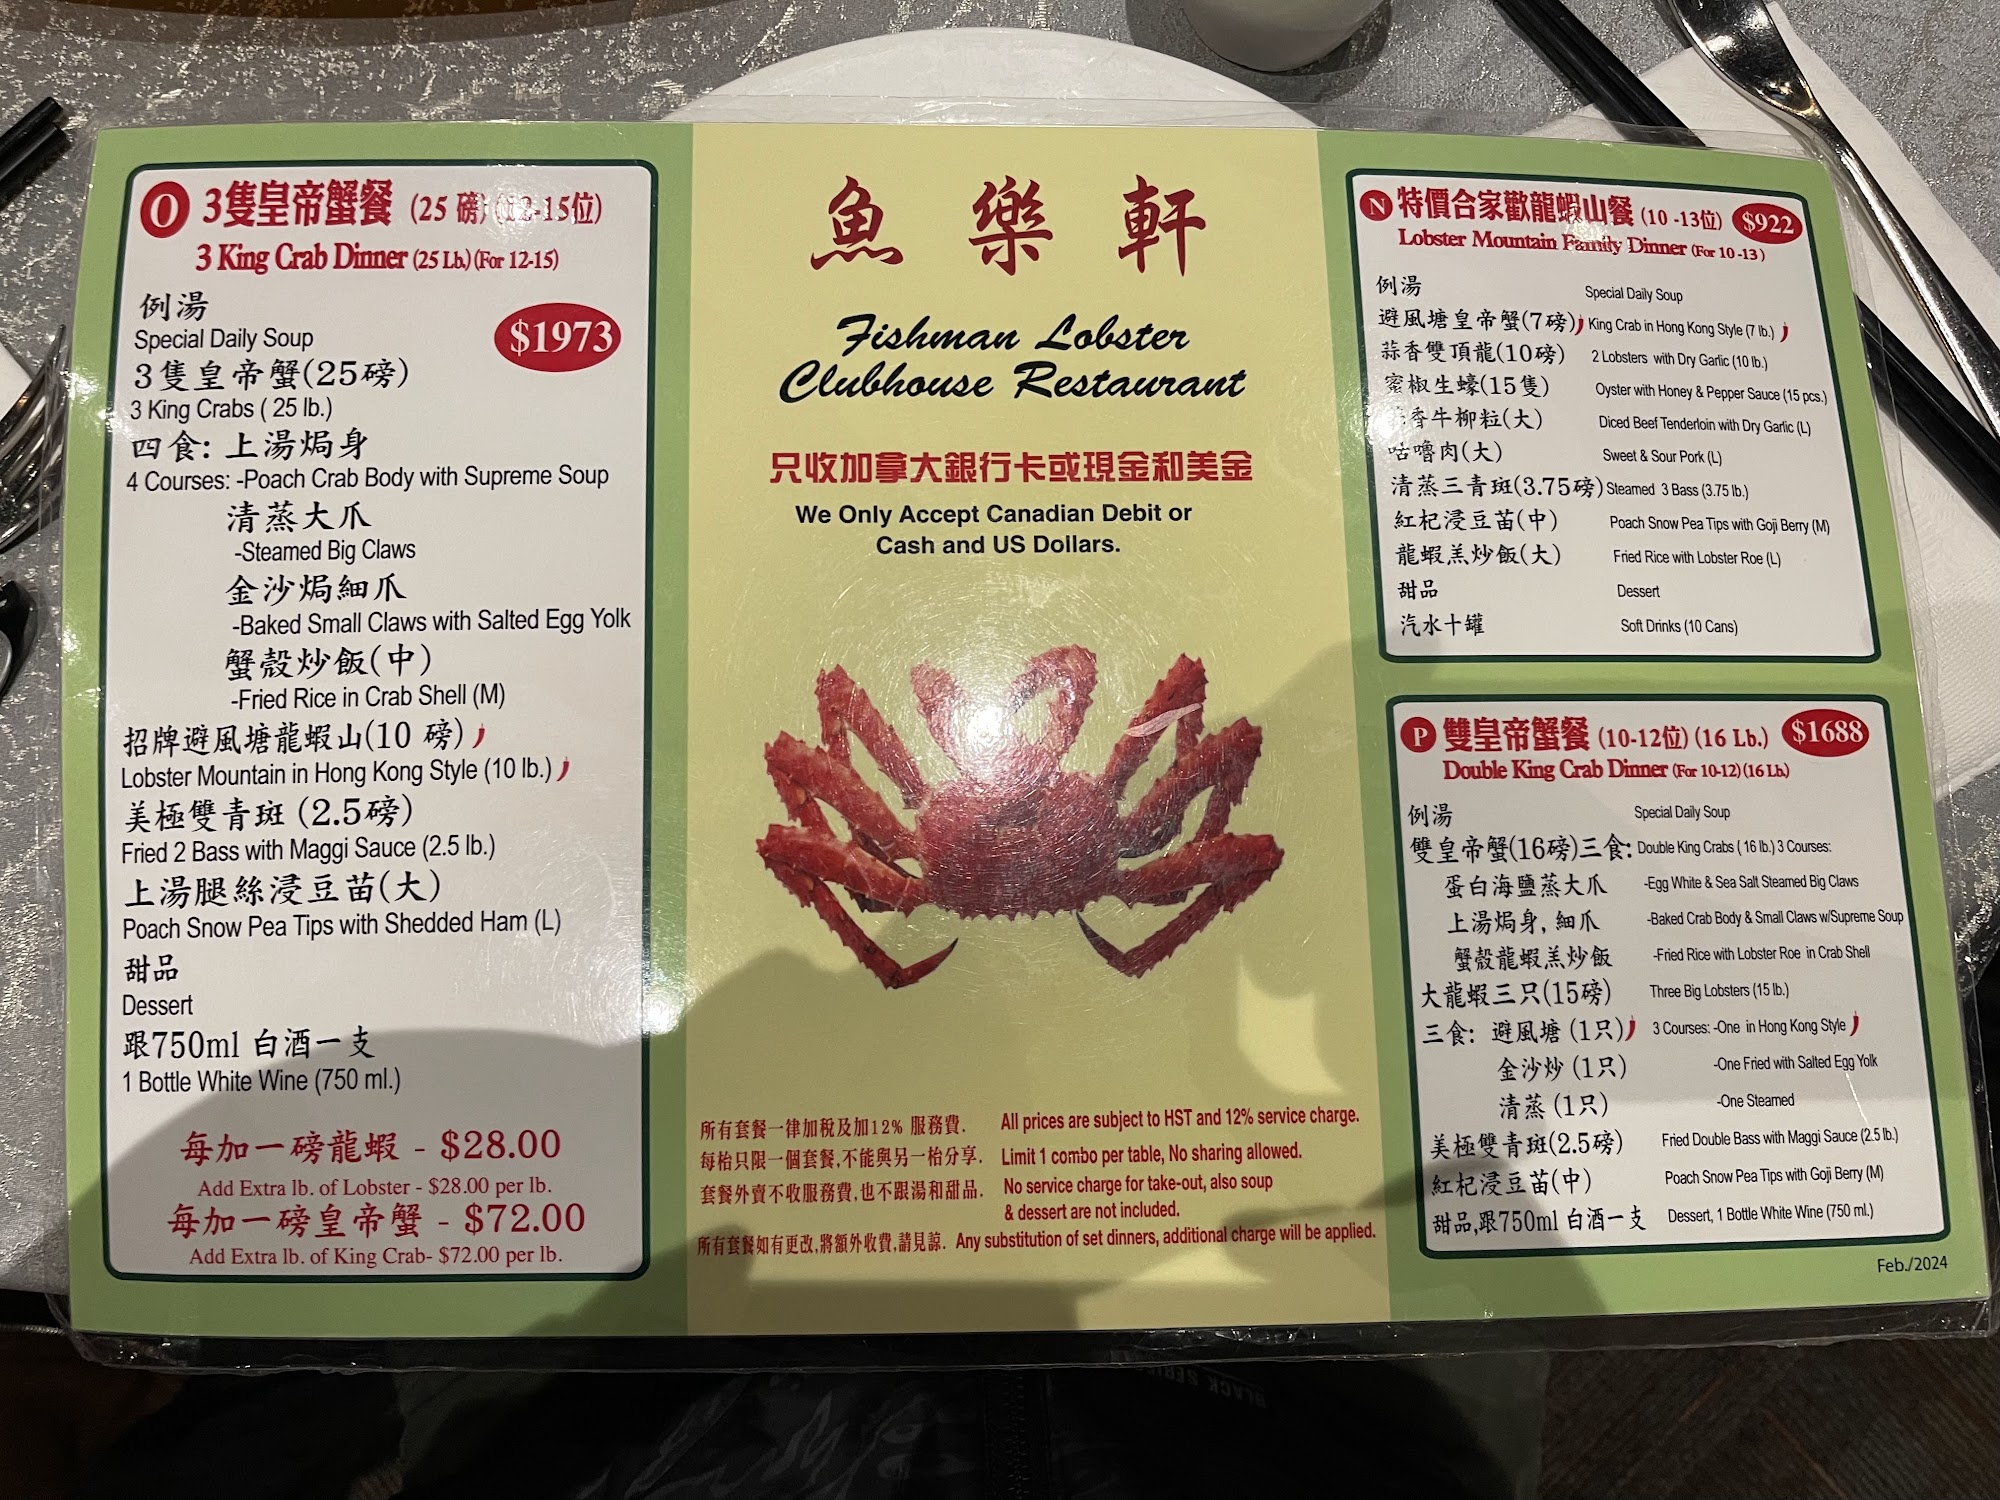 O 3隻皇帝蟹餐 (25 磅) (12-15位)
3 King Crab Dinner (25 Lb.) (For 12-15)
$1973
例湯
Special Daily Soup
3隻皇帝蟹(25磅)
3 King Crabs ( 25 lb.)
四食: 上湯焗身
4 Courses: -Poach Crab Body with Supreme Soup
清蒸大爪
-Steamed Big Claws
金沙焗細爪
-Baked Small Claws with Salted Egg Yolk
蟹殼炒飯(中)
-Fried Rice in Crab Shell (M)
招牌避風塘龍蝦山(10 磅)
Lobster Mountain in Hong Kong Style (10 lb.)
美極雙青斑 (2.5磅)
Fried 2 Bass with Maggi Sauce (2.5 lb.)
上湯腿絲浸豆苗(大)
Poach Snow Pea Tips with Shedded Ham (L)
甜品
Dessert
跟750ml 白酒一支
1 Bottle White Wine (750 ml.)
每加一磅龍蝦 - $28.00
Add Extra lb. of Lobster - $28.00 per lb.
每加一磅皇帝蟹 - $72.00
Add Extra lb. of King Crab- $72.00 per lb.
魚樂軒
Fishman Lobster
Clubhouse Restaurant
只收加拿大銀行卡或現金和美金
We Only Accept Canadian Debit or
Cash and US Dollars.
所有套餐一律加稅及加12% 服務費. All prices are subject to HST and 12% service charge.
每枱只限一個套餐,不能與另一枱分享. Limit 1 combo per table, No sharing allowed.
套餐外賣不收服務費,也不跟湯和甜品. No service charge for take-out, also soup
& dessert are not included.
所有套餐如有更改,將額外收費,請見諒. Any substitution of set dinners, additional charge will be applied.
N 特價合家歡龍蝦山餐 (10 -13位) $922
Lobster Mountain Family Dinner (For 10 -13 )
例湯 Special Daily Soup
避風塘皇帝蟹(7磅) King Crab in Hong Kong Style (7 lb.)
蒜香雙頂龍(10磅) 2 Lobsters with Dry Garlic (10 lb.)
蜜椒生蠔(15隻) Oyster with Honey & Pepper Sauce (15 pcs.)
香牛柳粒(大) Diced Beef Tenderloin with Dry Garlic (L)
咕嚕肉(大) Sweet & Sour Pork (L)
清蒸三青斑(3.75磅) Steamed 3 Bass (3.75 lb.)
紅杞浸豆苗(中) Poach Snow Pea Tips with Goji Berry (M)
龍蝦羔炒飯(大) Fried Rice with Lobster Roe (L)
甜品 Dessert
汽水十罐 Soft Drinks (10 Cans)
P 雙皇帝蟹餐 (10-12位) (16 Lb.) $1688
Double King Crab Dinner (For 10-12) (16 Lb.)
例湯 Special Daily Soup
雙皇帝蟹(16磅)三食: Double King Crabs ( 16 lb.) 3 Courses:
蛋白海鹽蒸大爪 -Egg White & Sea Salt Steamed Big Claws
上湯焗身, 細爪 -Baked Crab Body & Small Claws w/Supreme Soup
蟹殼龍蝦羔炒飯 -Fried Rice with Lobster Roe in Crab Shell
大龍蝦三只(15磅) Three Big Lobsters (15 lb.)
三食: 避風塘 (1只) 3 Courses: -One in Hong Kong Style
金沙炒 (1只) -One Fried with Salted Egg Yolk
清蒸 (1只) -One Steamed
美極雙青斑(2.5磅) Fried Double Bass with Maggi Sauce (2.5 lb.)
紅杞浸豆苗(中) Poach Snow Pea Tips with Goji Berry (M)
甜品,跟750ml 白酒一支 Dessert, 1 Bottle White Wine (750 ml.)
Feb./2024